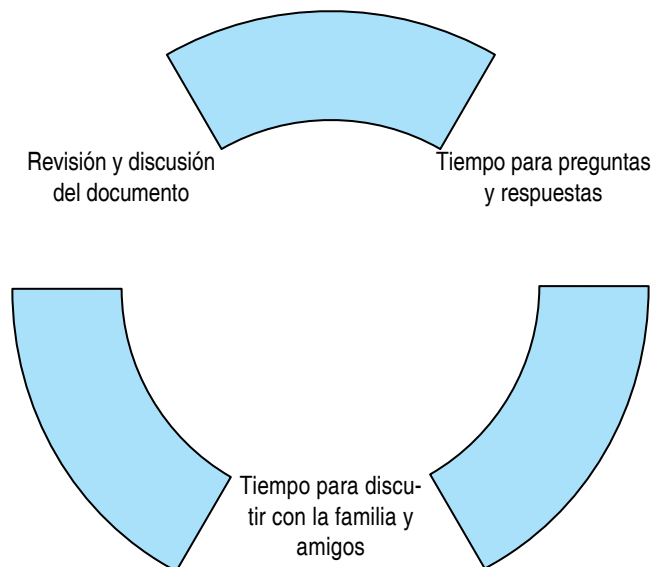 Revisión y discusión
del documento
Tiempo para preguntas
y respuestas
Tiempo para discu-
tir con la familia y
amigos